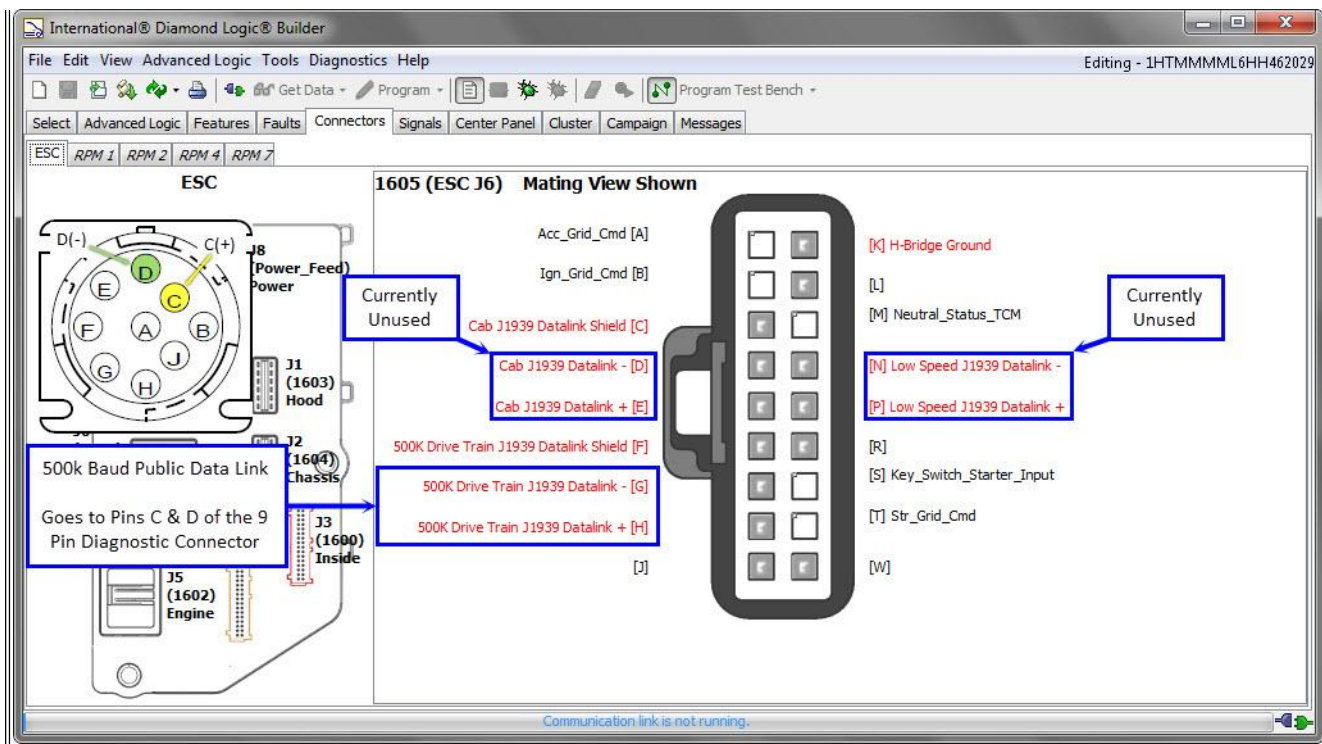 International® Diamond Logic® Builder
File Edit View Advanced Logic Tools Diagnostics Help
Editing - 1HTMMMML6HH462029
Get Data
Program
Program Test Bench
Select Advanced Logic Features Faults Connectors Signals Center Panel Cluster Campaign Messages
ESC RPM 1 RPM 2 RPM 4 RPM 7
ESC
D(-)
C(+)
D
E
C
F
A
B
G
J
H
J8
(Power_Feed)
Power
J1
(1603)
Hood
J2
(1604)
Chassis
J3
(1600)
Inside
J5
(1602)
Engine
500k Baud Public Data Link
Goes to Pins C & D of the 9
Pin Diagnostic Connector
1605 (ESC J6) Mating View Shown
Currently
Unused
Acc_Grid_Cmd [A]
Ign_Grid_Cmd [B]
Cab J1939 Datalink Shield [C]
Cab J1939 Datalink - [D]
Cab J1939 Datalink + [E]
500K Drive Train J1939 Datalink Shield [F]
500K Drive Train J1939 Datalink - [G]
500K Drive Train J1939 Datalink + [H]
[J]
[K] H-Bridge Ground
[L]
[M] Neutral_Status_TCM
[N] Low Speed J1939 Datalink -
[P] Low Speed J1939 Datalink +
[R]
[S] Key_Switch_Starter_Input
[T] Str_Grid_Cmd
[W]
Currently
Unused
Communication link is not running.